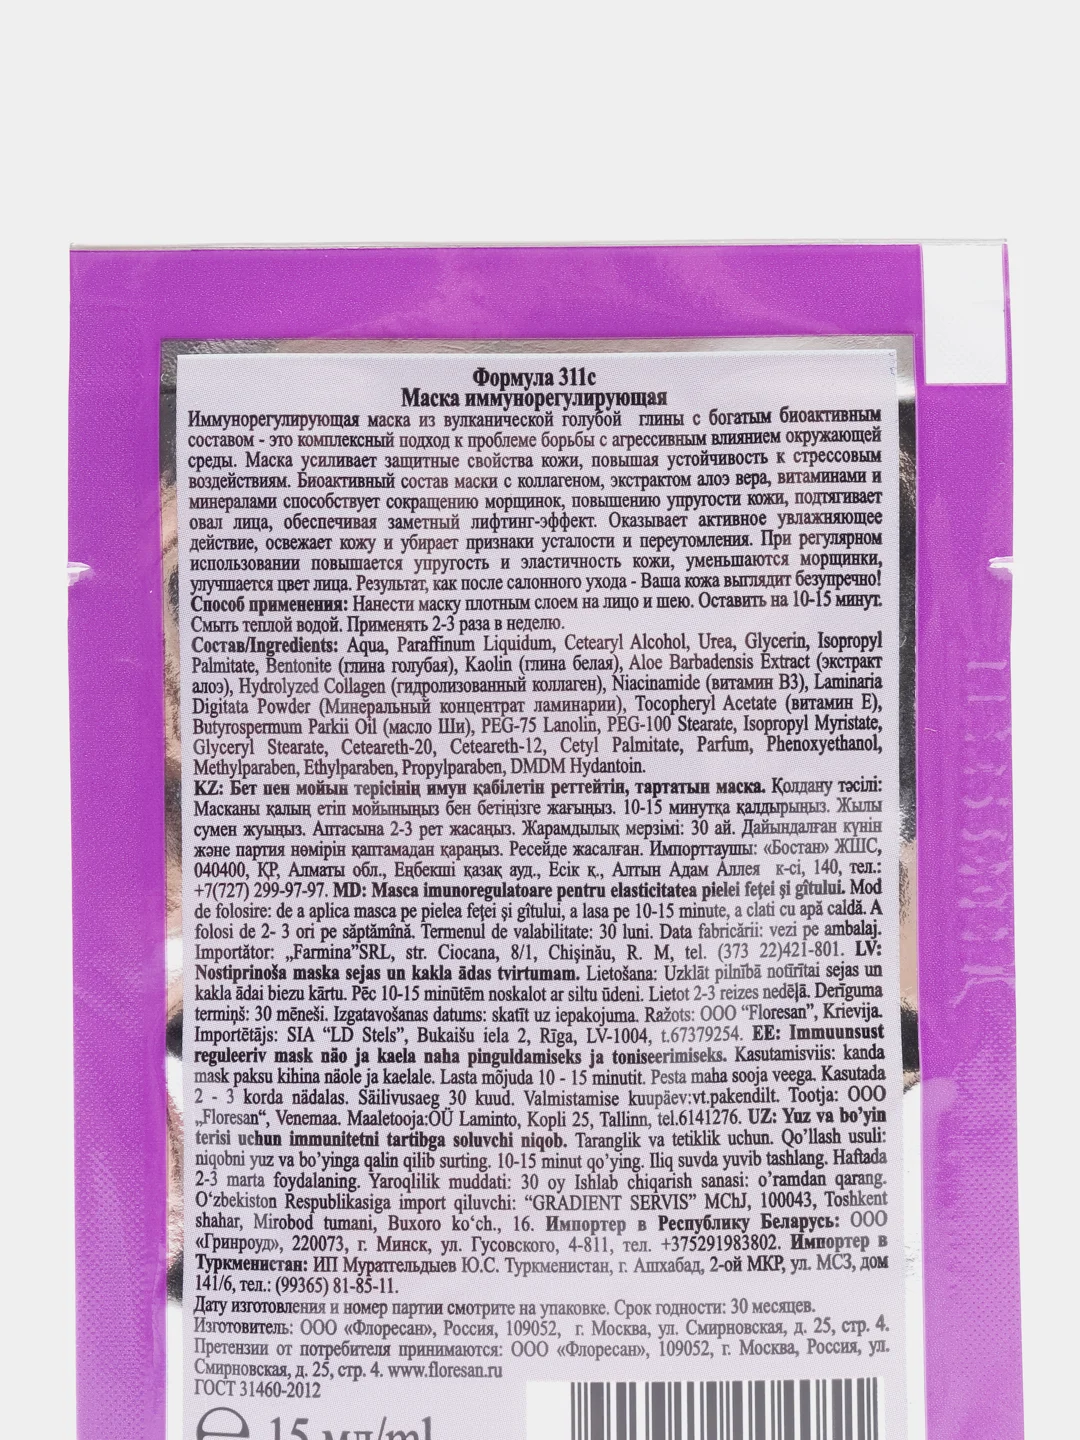 Формула 311с
Маска иммунорегулирующая
Иммунорегулирующая маска из вулканической голубой глины с богатым биоактивным
составом - это комплексный подход к проблеме борьбы с агрессивным влиянием окружающей
среды. Маска усиливает защитные свойства кожи, повышая устойчивость к стрессовым
воздействиям. Биоактивный состав маски с коллагеном, экстрактом алоэ вера, витаминами и
минералами способствует сокращению морщинок, повышению упругости кожи, подтягивает
овал лица, обеспечивая заметный лифтинг-эффект. Оказывает активное увлажняющее
действие, освежает кожу и убирает признаки усталости и переутомления. При регулярном
использовании повышается упругость и эластичность кожи, уменьшаются морщинки,
улучшается цвет лица. Результат, как после салонного ухода - Ваша кожа выглядит безупречно!
Способ применения: Нанести маску плотным слоем на лицо и шею. Оставить на 10-15 минут.
Смыть теплой водой. Применять 2-3 раза в неделю.
Состав/Ingredients: Aqua, Paraffinum Liquidum, Cetearyl Alcohol, Urea, Glycerin, Isopropyl
Palmitate, Bentonite (глина голубая), Kaolin (глина белая), Aloe Barbadensis Extract (экстракт
алоэ), Hydrolyzed Collagen (гидролизованный коллаген), Niacinamide (витамин В3), Laminaria
Digitata Powder (Минеральный концентрат ламинарии), Tocopheryl Acetate (витамин Е),
Butyrospermum Parkii Oil (масло Ши), PEG-75 Lanolin, PEG-100 Stearate, Isopropyl Myristate,
Glyceryl Stearate, Ceteareth-20, Ceteareth-12, Cetyl Palmitate, Parfum, Phenoxyethanol,
Methylparaben, Ethylparaben, Propylparaben, DMDM Hydantoin.
KZ: Бет пен мойын терісінің имун қабілетін реттейтін, тартатын маска. Қолдану тәсілі:
Масканы қалың етіп мойыныңыз бен бетіңізге жағыңыз. 10-15 минутқа қалдырыңыз. Жылы
сумен жуыңыз. Аптасына 2-3 рет жасаңыз. Жарамдылық мерзімі: 30 ай. Дайындалған күнін
және партия нөмірін қаптамадан қараңыз. Ресейде жасалған. Импорттаушы: «Бостан» ЖШС,
040400, ҚР, Алматы обл., Еңбекші қазақ ауд., Есік қ., Алтын Адам Аллея к-сі, 140, тел.:
+7(727) 299-97-97. MD: Masca imunoregulatoare pentru elasticitatea pielei feței și gîtului. Mod
de folosire: de a aplica masca pe pielea feței și gîtului, a lasa pe 10-15 minute, a clati cu apă caldă. A
folosi de 2- 3 ori pe săptămînă. Termenul de valabilitate: 30 luni. Data fabricării: vezi pe ambalaj.
Importător: „Farmina”SRL, str. Ciocana, 8/1, Chișinău, R. M, tel. (373 22)421-801. LV:
Nostiprinoša maska sejas un kakla ādas tvirtumam. Lietošana: Uzklāt pilnībā notīrītai sejas un
kakla ādai biezu kārtu. Pēc 10-15 minūtēm noskalot ar siltu ūdeni. Lietot 2-3 reizes nedēļā. Derīguma
termiņš: 30 mēneši. Izgatavošanas datums: skatīt uz iepakojuma. Ražots: OOO “Floresan”, Krievija.
Importētājs: SIA “LD Stels”, Bukaišu iela 2, Rīga, LV-1004, t.67379254. EE: Immuunsust
reguleeriv mask näo ja kaela naha pinguldamiseks ja toniseerimiseks. Kasutamisviis: kanda
mask paksu kihina näole ja kaelale. Lasta mõjuda 10 - 15 minutit. Pesta maha sooja veega. Kasutada
2 - 3 korda nädalas. Säilivusaeg 30 kuud. Valmistamise kuupäev:vt.pakendilt. Tootja: OOO
„Floresan“, Venemaa. Maaletooja:OÜ Laminto, Kopli 25, Tallinn, tel.6141276. UZ: Yuz va bo’yin
terisi uchun immunitetni tartibga soluvchi niqob. Taranglik va tetiklik uchun. Qo’llash usuli:
niqobni yuz va bo’yinga qalin qilib surting. 10-15 minut qo’ying. Iliq suvda yuvib tashlang. Haftada
2-3 marta foydalaning. Yaroqlilik muddati: 30 oy Ishlab chiqarish sanasi: o’ramdan qarang.
O‘zbekiston Respublikasiga import qiluvchi: “GRADIENT SERVIS” MChJ, 100043, Toshkent
shahar, Mirobod tumani, Buxoro ko‘ch., 16. Импортер в Республику Беларусь: ООО
«Гринроуд», 220073, г. Минск, ул. Гусовского, 4-811, тел. +375291983802. Импортер в
Туркменистан: ИП Мураттельдыев Ю.С. Туркменистан, г. Ашхабад, 2-ой МКР, ул. МСЗ, дом
141/6, тел.: (99365) 81-85-11.
Дату изготовления и номер партии смотрите на упаковке. Срок годности: 30 месяцев.
Изготовитель: ООО «Флоресан», Россия, 109052, г. Москва, ул. Смирновская, д. 25, стр. 4.
Претензии от потребителя принимаются: ООО «Флоресан», 109052, г. Москва, Россия, ул.
Смирновская, д. 25, стр. 4. www.floresan.ru
ГОСТ 31460-2012
℮ 15 мл/ml